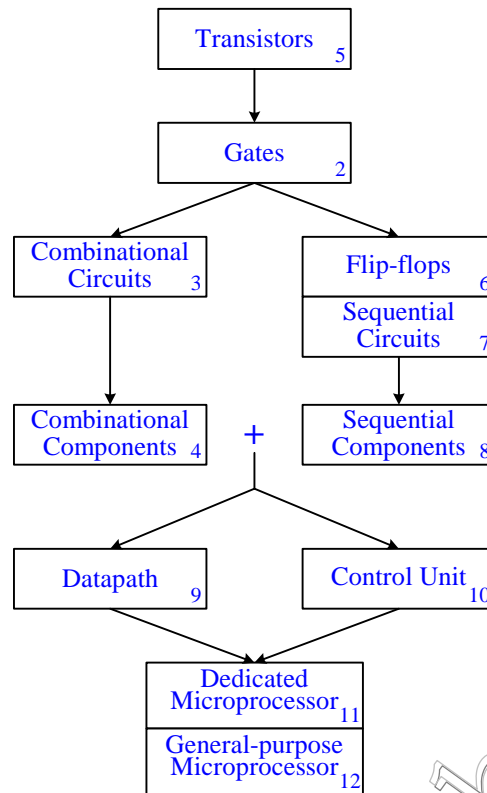 Transistors
5
Gates
2
Combinational
Circuits
3
Flip-flops
6
Sequential
Circuits
7
Combinational
Components
4
+
Sequential
Components
8
Datapath
9
Control Unit
10
Dedicated
Microprocessor
11
General-purpose
Microprocessor
12